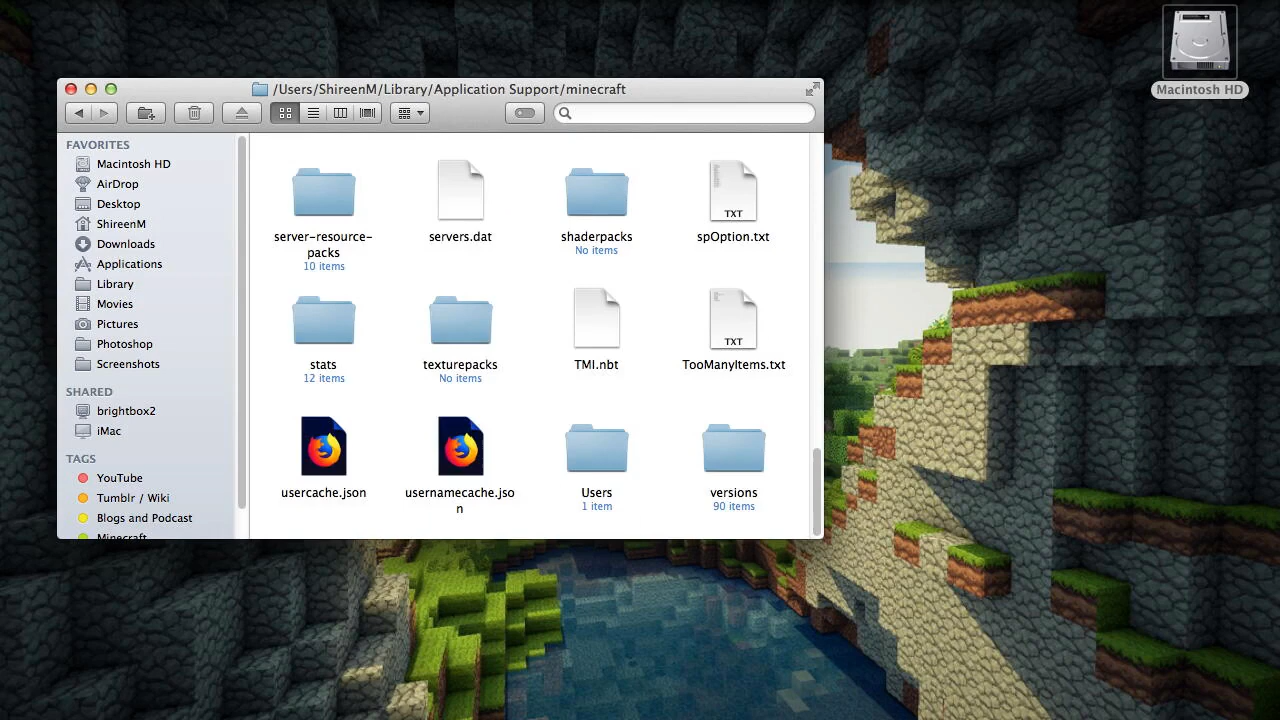 /Users/ShireenM/Library/Application Support/minecraft
Macintosh HD
FAVORITES
Macintosh HD
AirDrop
Desktop
ShireenM
Downloads
Applications
Library
Movies
Pictures
Photoshop
Screenshots
SHARED
brightbox2
iMac
TAGS
YouTube
Tumblr / Wiki
Blogs and Podcast
Minecraft
server-resource-
packs
10 items
servers.dat
shaderpacks
No items
TXT
spOption.txt
stats
12 items
texturepacks
No items
TMI.nbt
TXT
TooManyItems.txt
usercache.json
usernamecache.jso
n
Users
1 item
versions
90 items